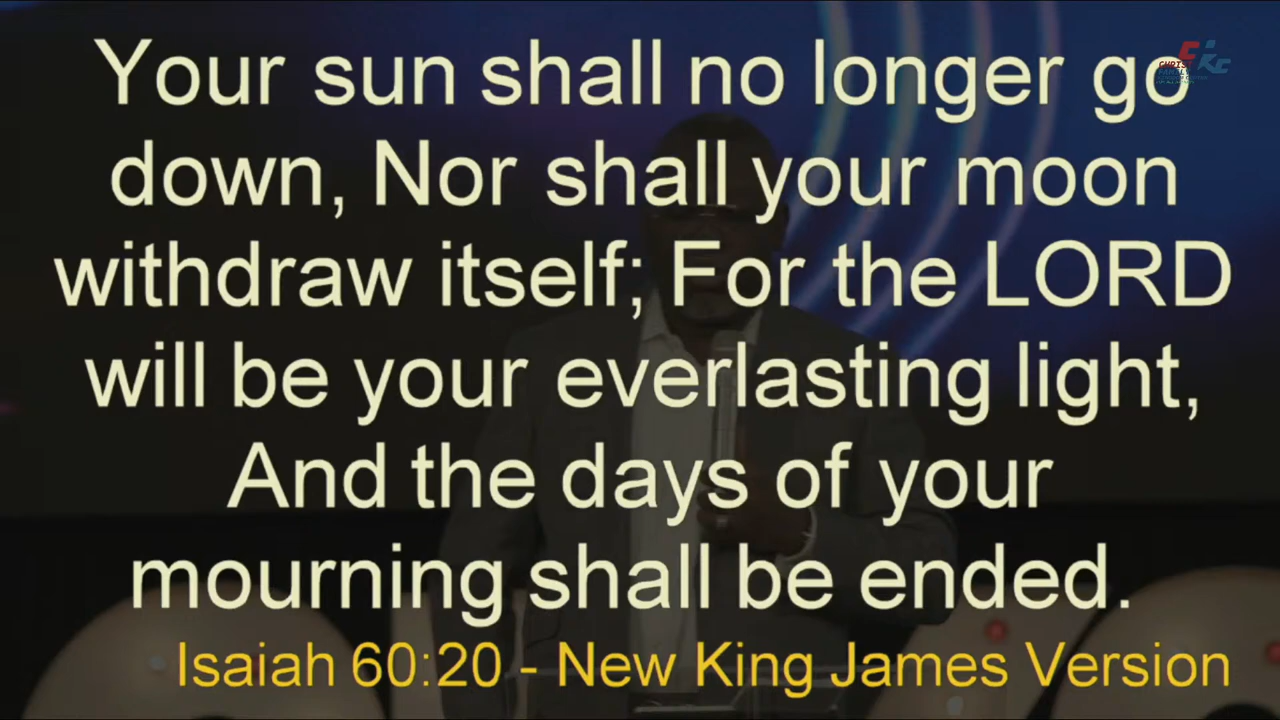 Your sun shall no longer go
down, Nor shall your moon
withdraw itself; For the LORD
will be your everlasting light,
And the days of your
mourning shall be ended.
Isaiah 60:20 - New King James Version